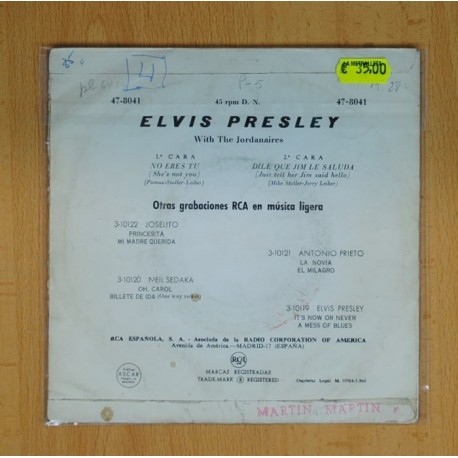 € 35,00
4
P-5
47-8041 45 rpm D. N. 47-8041
ELVIS PRESLEY
With The Jordanaires
1.ª CARA
NO ERES TU
(She's not you)
(Pomus-Stoller-Leiber)
2.ª CARA
DILE QUE JIM LE SALUDA
(Just tell her Jim said hello)
(Mike Stoller-Jerry Leiber)
Otras grabaciones RCA en música ligera
3-10122 JOSELITO
PRINCESITA
MI MADRE QUERIDA
3-10121 ANTONIO PRIETO
LA NOVIA
EL MILAGRO
3-10120 NEIL SEDAKA
OH, CAROL
BILLETE DE IDA (One way ticket)
3-10119 ELVIS PRESLEY
IT'S NOW OR NEVER
A MESS OF BLUES
RCA ESPAÑOLA, S. A. - Asociada de la RADIO CORPORATION OF AMERICA
Avenida de América.—MADRID-17 (ESPAÑA)
RCA
MARCAS REGISTRADAS
TRADE-MARK ® REGISTERED
MARTIN MARTIN